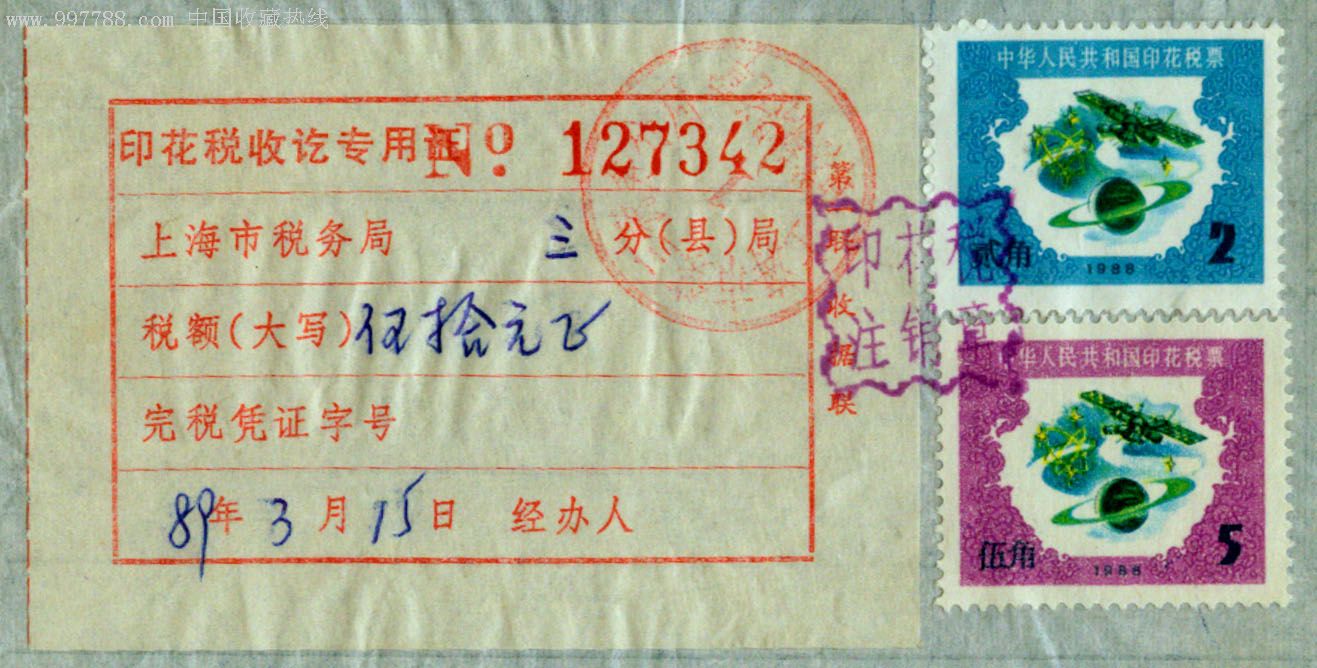 www.997788.com 中国收藏热线
印花税收讫专用证 No. 127342
上海市税务局 三 分(县)局
税额(大写)伍拾元正
完税凭证字号
89年3月15日 经办人
第一联收据联
印花税
注销章
中华人民共和国印花税票
贰角 1988 2
中华人民共和国印花税票
伍角 1988 5